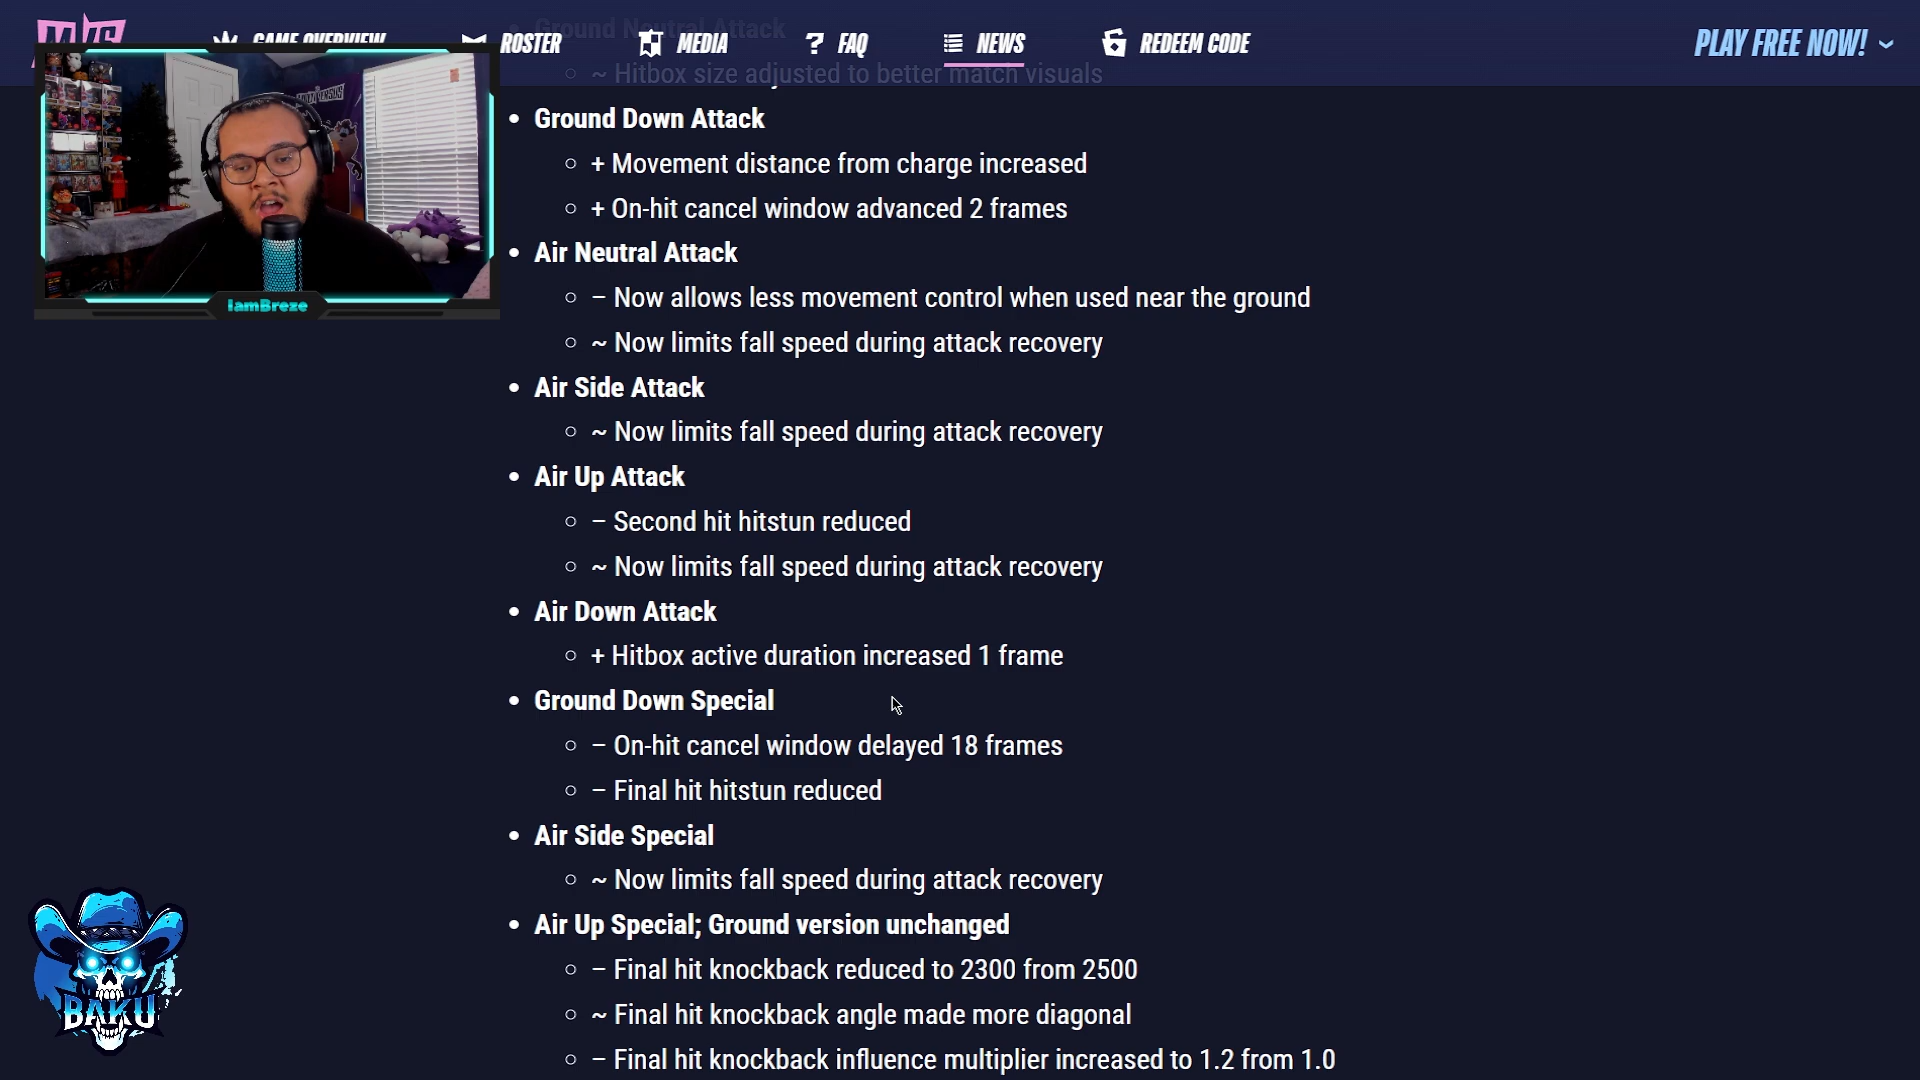 MVS
GAME OVERVIEW
ROSTER
MEDIA
? FAQ
NEWS
REDEEM CODE
PLAY FREE NOW!
• Ground Neutral Attack
○ ~ Hitbox size adjusted to better match visuals
• Ground Down Attack
○ + Movement distance from charge increased
○ + On-hit cancel window advanced 2 frames
• Air Neutral Attack
○ – Now allows less movement control when used near the ground
○ ~ Now limits fall speed during attack recovery
• Air Side Attack
○ ~ Now limits fall speed during attack recovery
• Air Up Attack
○ – Second hit hitstun reduced
○ ~ Now limits fall speed during attack recovery
• Air Down Attack
○ + Hitbox active duration increased 1 frame
• Ground Down Special
○ – On-hit cancel window delayed 18 frames
○ – Final hit hitstun reduced
• Air Side Special
○ ~ Now limits fall speed during attack recovery
• Air Up Special; Ground version unchanged
○ – Final hit knockback reduced to 2300 from 2500
○ ~ Final hit knockback angle made more diagonal
○ – Final hit knockback influence multiplier increased to 1.2 from 1.0
IamBreze
BAKU